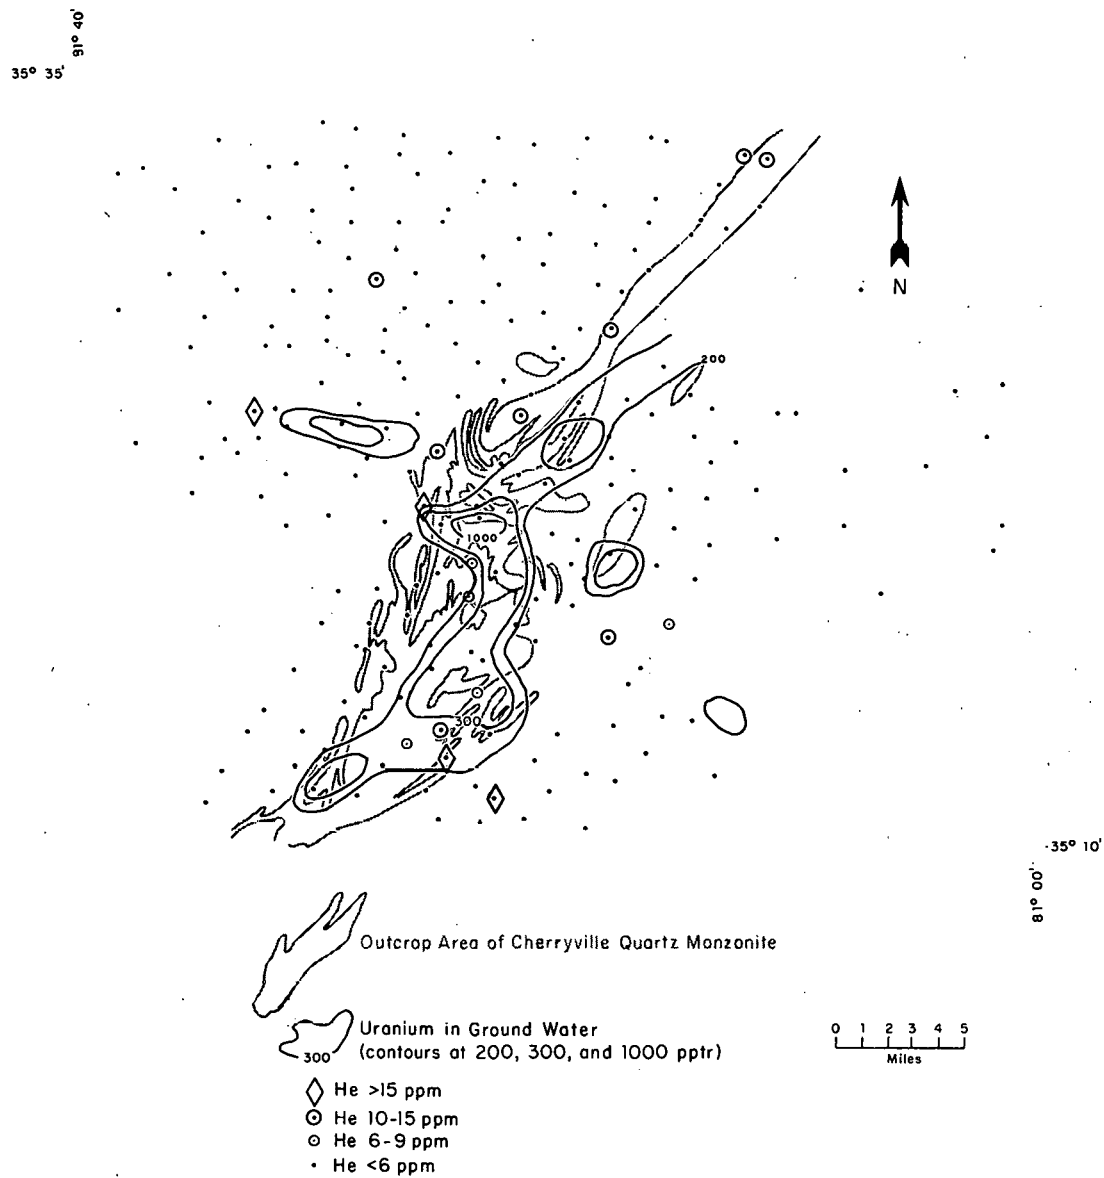 81° 40'
35° 35'
N
200
1000
300
35° 10'
81° 00'
Outcrop Area of Cherryville Quartz Monzonite
Uranium in Ground Water
(contours at 200, 300, and 1000 pptr)
300
0 1 2 3 4 5
Miles
He >15 ppm
He 10-15 ppm
He 6-9 ppm
He <6 ppm